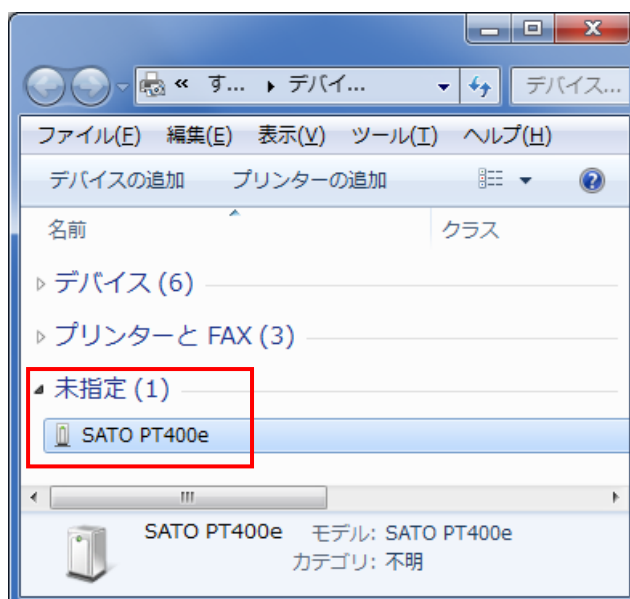 « す... ▸ デバイ... デバイス...
ファイル(F) 編集(E) 表示(V) ツール(T) ヘルプ(H)
デバイスの追加 プリンターの追加
名前 クラス
デバイス (6)
プリンターと FAX (3)
未指定 (1)
SATO PT400e
SATO PT400e モデル: SATO PT400e
カテゴリ: 不明